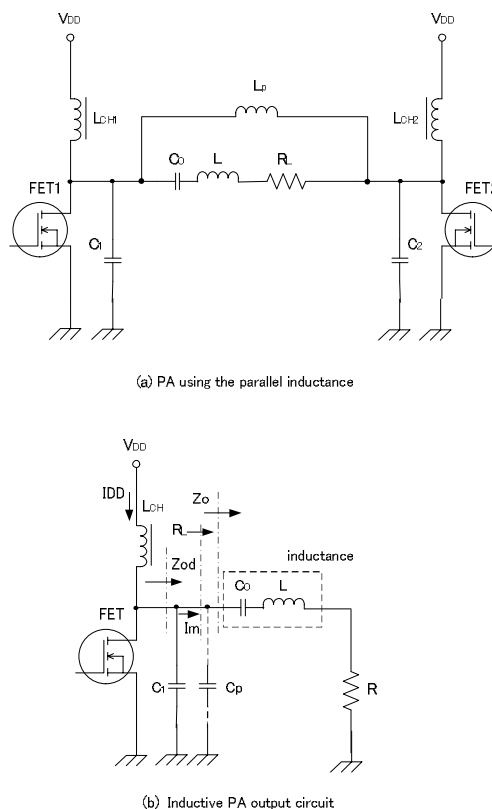 VDD
VDD
Lp
LCH1
LCH2
CO
L
RL
FET1
FET2
C1
C2
(a) PA using the parallel inductance
VDD
IDD
LCH
Zo
RL
Zod
inductance
CO
L
FET
Im
C1
Cp
R
(b) Inductive PA output circuit